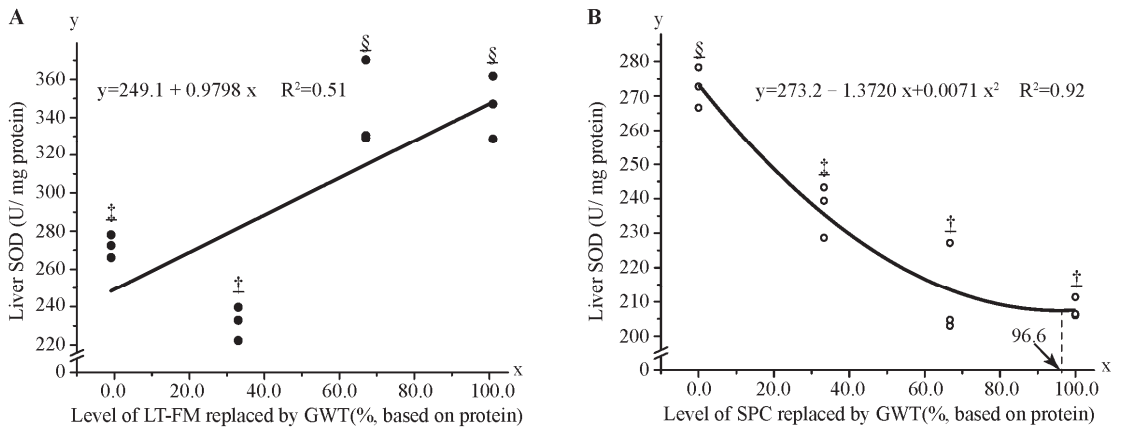 A
y
Liver SOD (U/ mg protein)
360
340
320
300
280
260
240
220
0
y=249.1 + 0.9798 x R²=0.51
‡
†
§
§
0.0 20.0 40.0 60.0 80.0 100.0
x
Level of LT-FM replaced by GWT(%, based on protein)
B
y
Liver SOD (U/ mg protein)
280
270
260
250
240
230
220
210
200
0
y=273.2 − 1.3720 x+0.0071 x² R²=0.92
§
‡
†
†
96.6
0.0 20.0 40.0 60.0 80.0 100.0
x
Level of SPC replaced by GWT(%, based on protein)